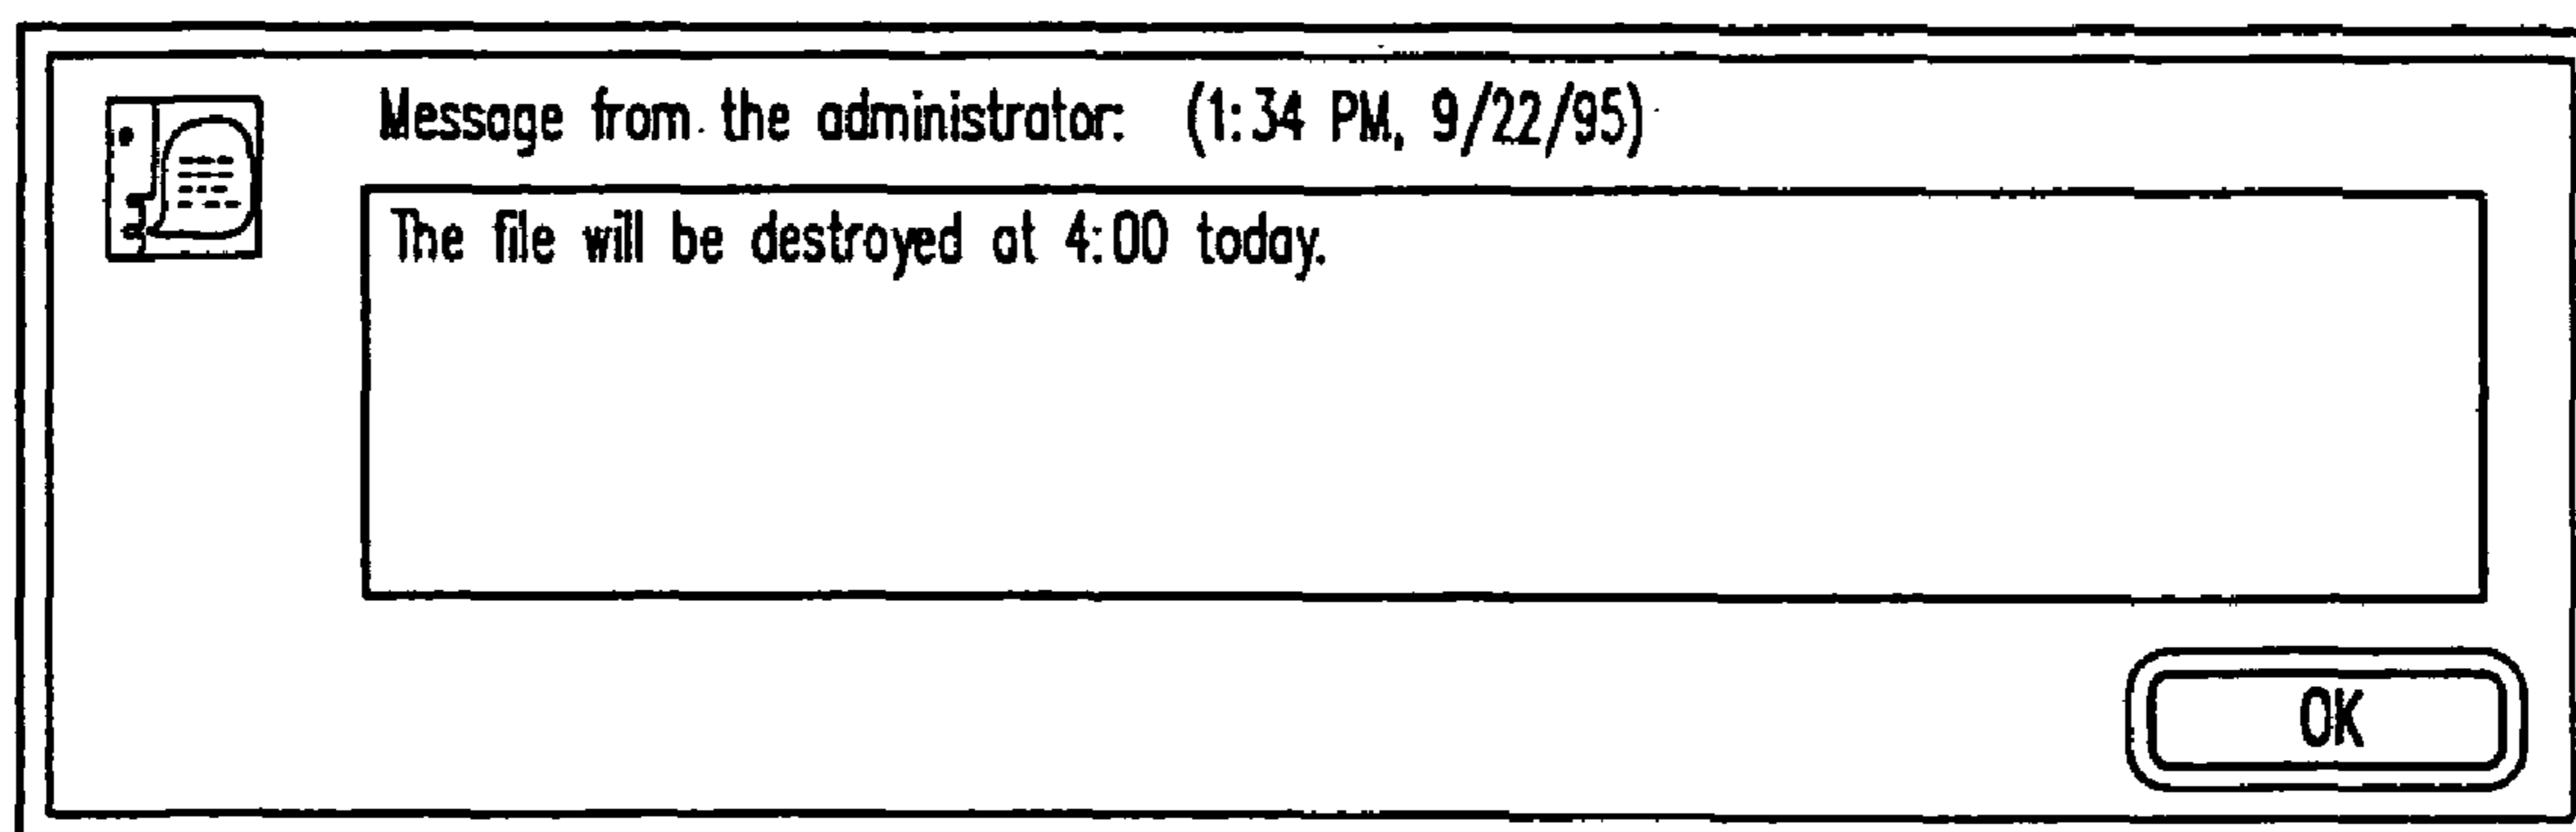 Message from the administrator: (1:34 PM, 9/22/95)
The file will be destroyed at 4:00 today.
OK